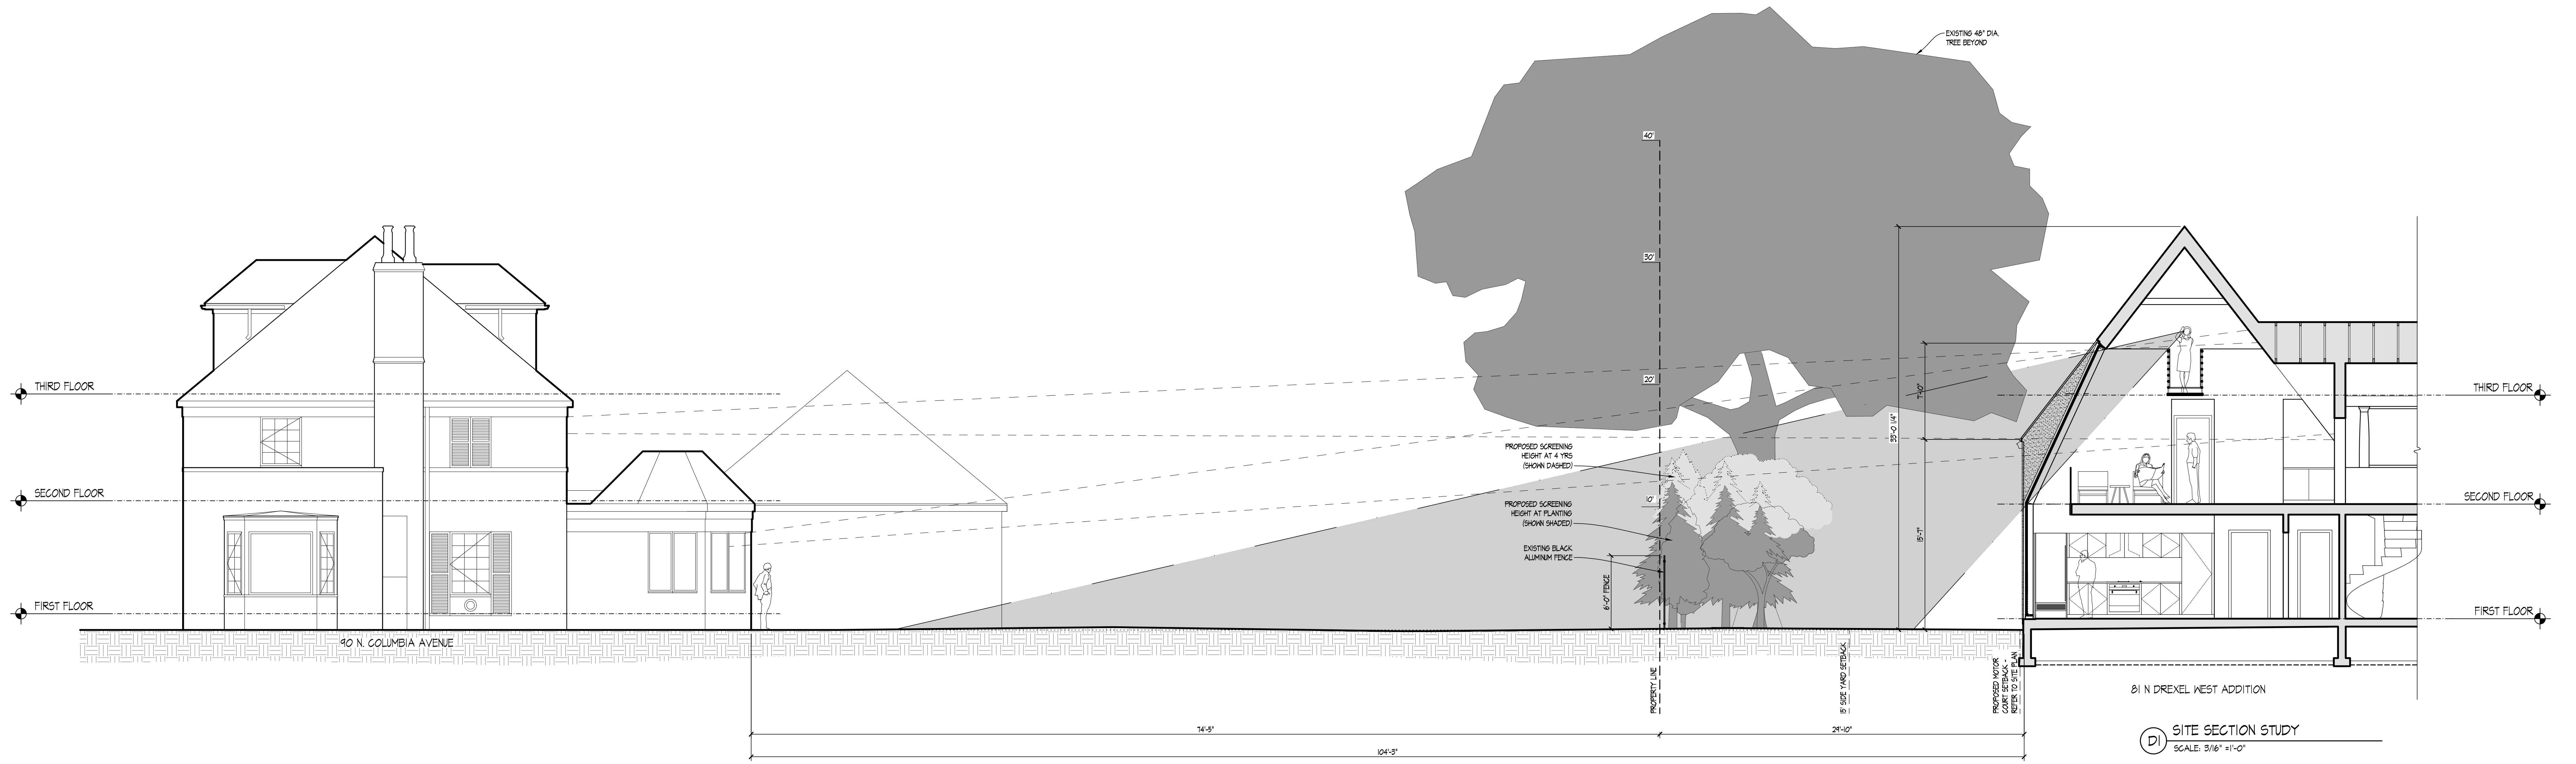 EXISTING 48" DIA.
TREE BEYOND
40'
30'
20'
10'
THIRD FLOOR
SECOND FLOOR
FIRST FLOOR
90 N. COLUMBIA AVENUE
PROPOSED SCREENING
HEIGHT AT 4 YRS
(SHOWN DASHED)
PROPOSED SCREENING
HEIGHT AT PLANTING
(SHOWN SHADED)
EXISTING BLACK
ALUMINUM FENCE
6'-0" FENCE
35'-0 1/4"
7'-10"
15'-7"
THIRD FLOOR
SECOND FLOOR
FIRST FLOOR
PROPERTY LINE
15' SIDE YARD SETBACK
PROPOSED MOTOR
COURT SETBACK -
REFER TO SITE PLAN
74'-5"
29'-10"
104'-3"
81 N DREXEL WEST ADDITION
D1
SITE SECTION STUDY
SCALE: 3/16" =1'-0"